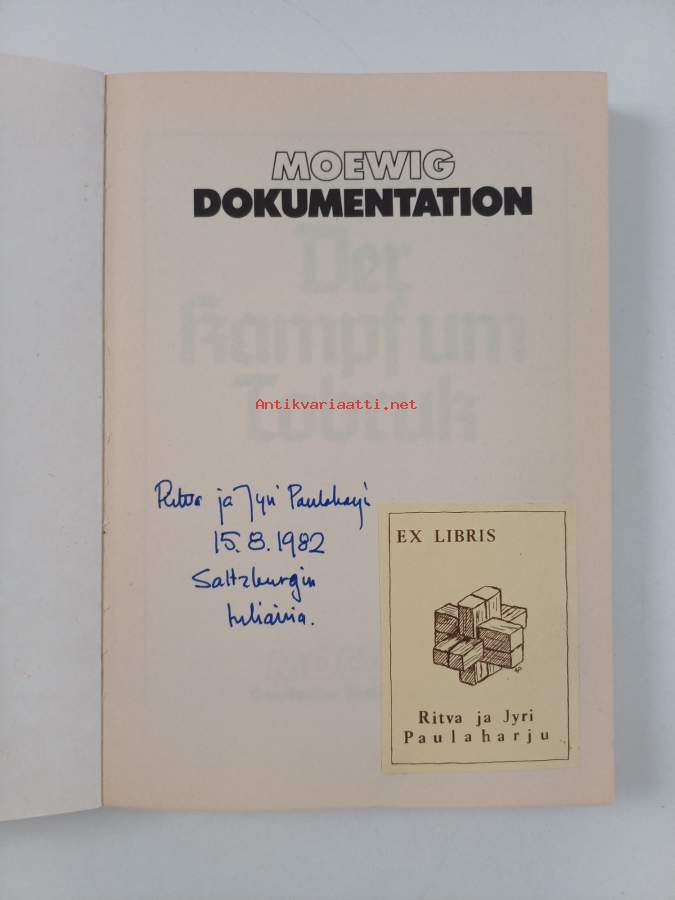 MOEWIG
DOKUMENTATION
Der
Kampf um
Tobruk
Antikvariaatti.net
Ritva ja Jyri Paulaharju
15.8.1982
Saltzburgin
tuliaisia.
EX LIBRIS
Ritva ja Jyri
Paulaharju